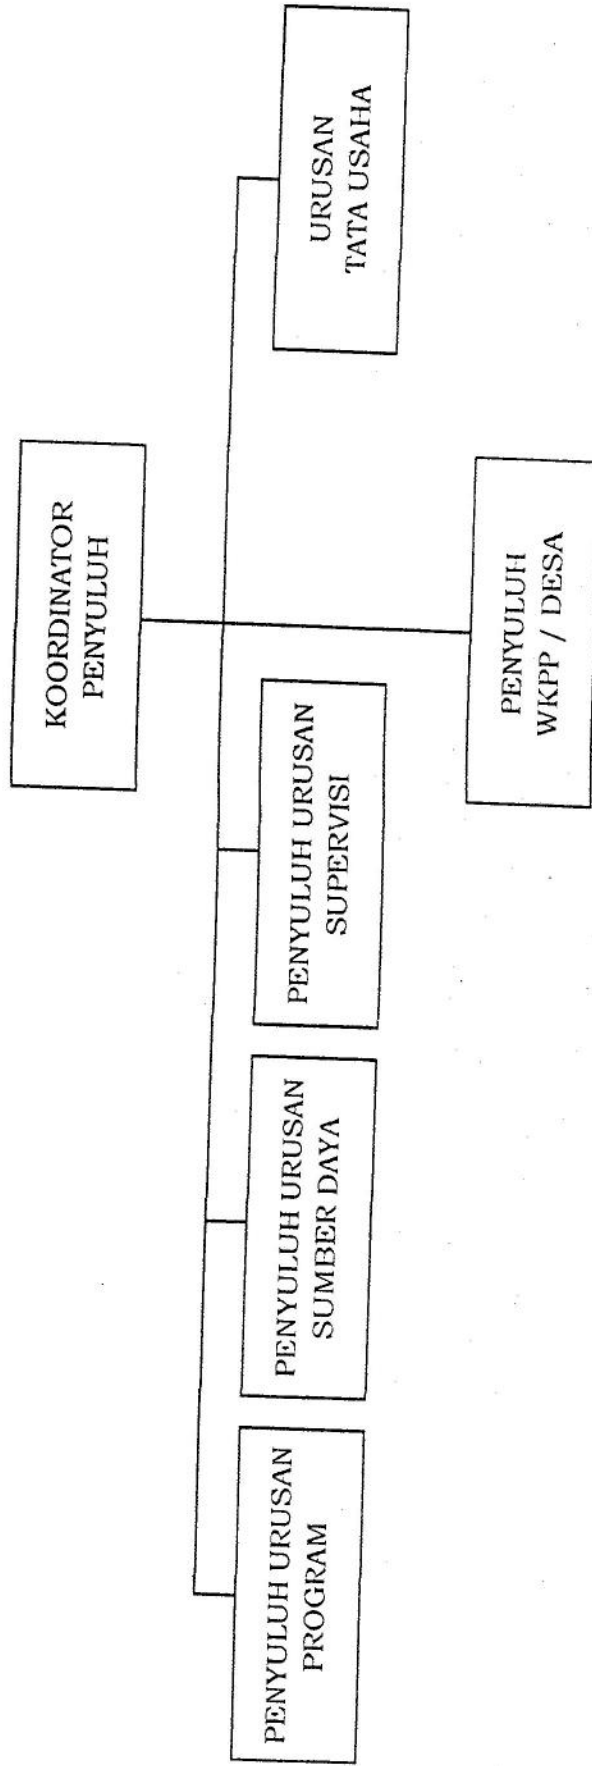 KOORDINATOR
PENYULUH
PENYULUH URUSAN
PROGRAM
PENYULUH URUSAN
SUMBER DAYA
PENYULUH URUSAN
SUPERVISI
URUSAN
TATA USAHA
PENYULUH
WKPP / DESA